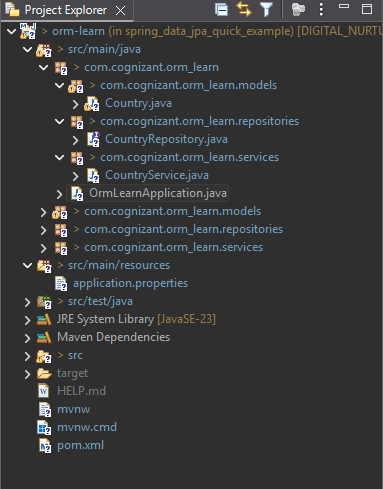 Project Explorer
> orm-learn (in spring_data_jpa_quick_example) [DIGITAL_NURTU
> src/main/java
> com.cognizant.orm_learn
> com.cognizant.orm_learn.models
> Country.java
> com.cognizant.orm_learn.repositories
> CountryRepository.java
> com.cognizant.orm_learn.services
> CountryService.java
> OrmLearnApplication.java
> com.cognizant.orm_learn.models
> com.cognizant.orm_learn.repositories
> com.cognizant.orm_learn.services
> src/main/resources
application.properties
> src/test/java
JRE System Library [JavaSE-23]
Maven Dependencies
> src
target
HELP.md
mvnw
mvnw.cmd
pom.xml